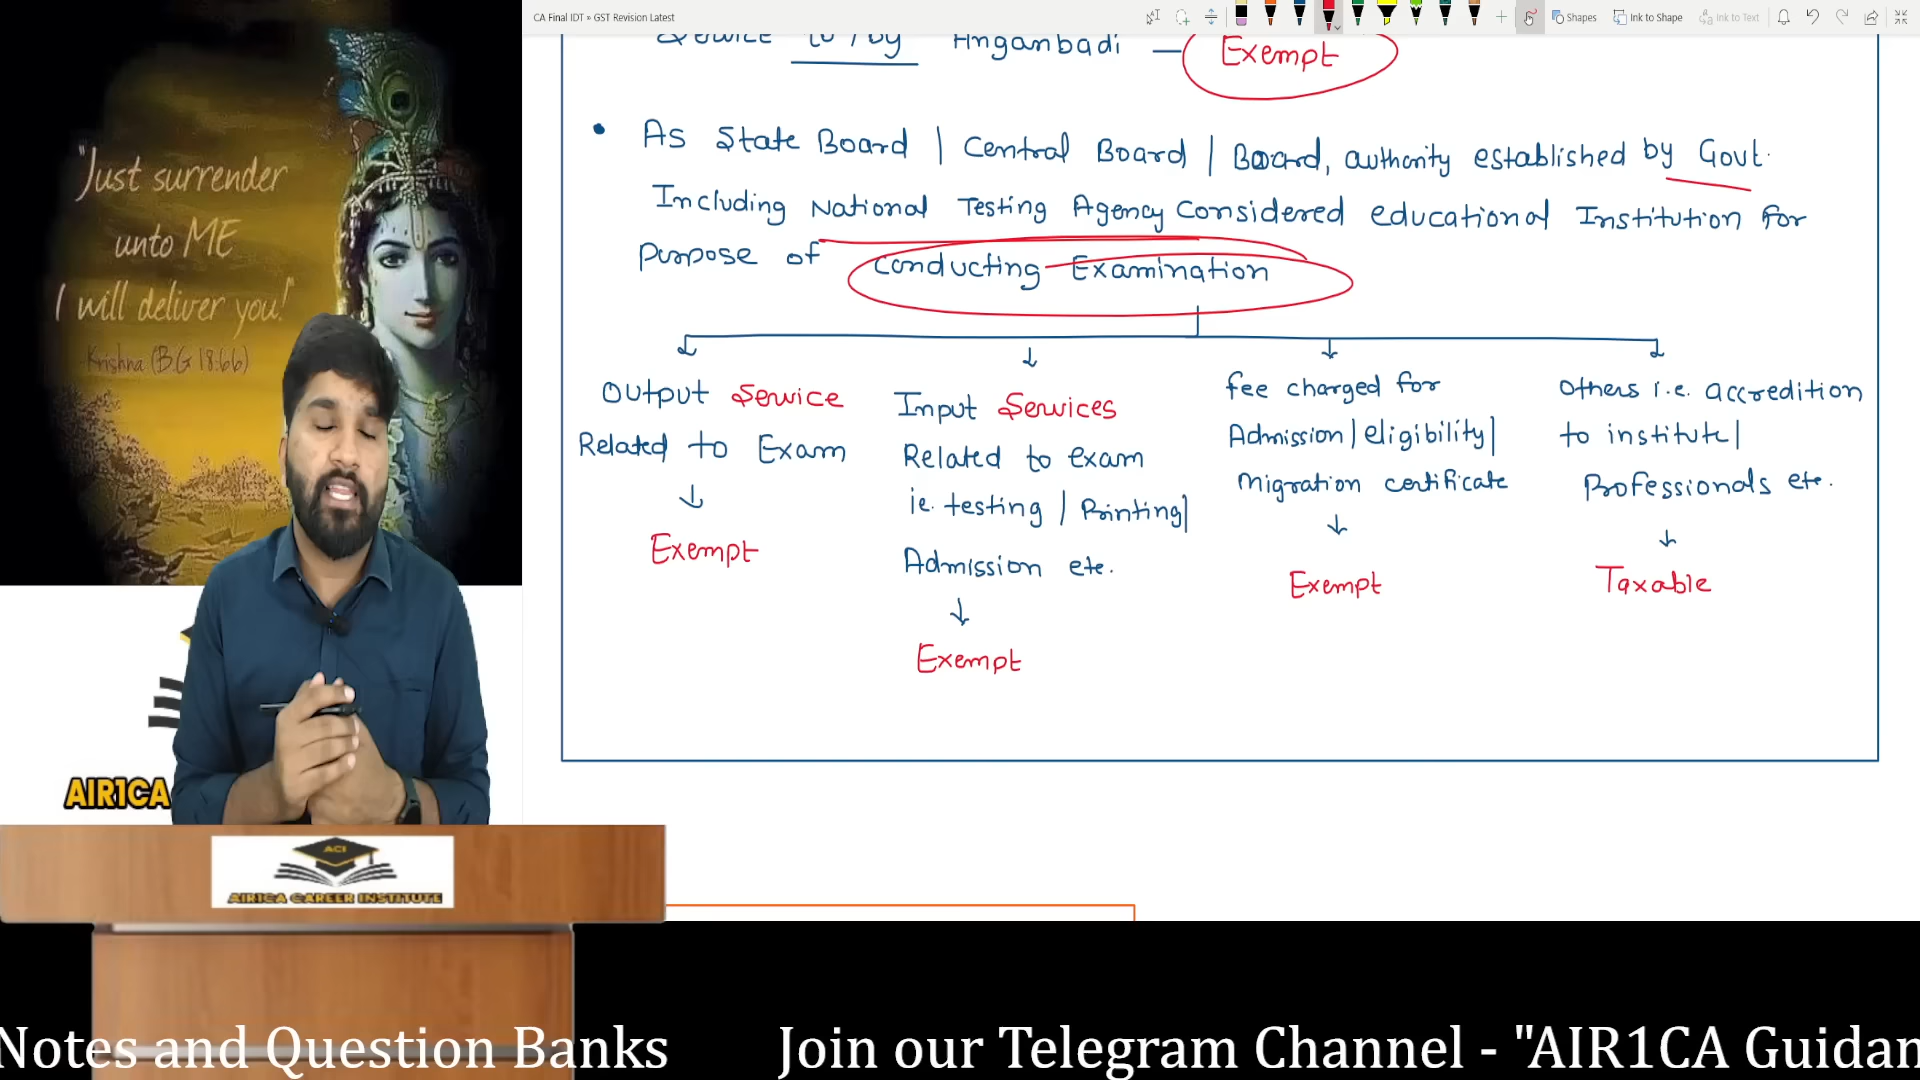 CA Final IDT » GST Revision Latest
Shapes
Ink to Shape
Ink to Text
"Just surrender
unto ME
I will deliver you!"
- Krishna (B.G 18.66)
Service to / by Anganbadi — Exempt
• As State Board | Central Board | Board, authority established by Govt.
Including National Testing Agency Considered educational Institution for
purpose of Conducting Examination
Output Service
Related to Exam
Exempt
Input Services
Related to exam
ie. testing | Printing|
Admission etc.
Exempt
fee charged for
Admission|eligibility|
Migration certificate
Exempt
Others i.e. accredition
to institute|
Professionals etc.
Taxable
AIR1CA
ACI
AIR1CA CAREER INSTITUTE
Notes and Question Banks Join our Telegram Channel - "AIR1CA Guidan